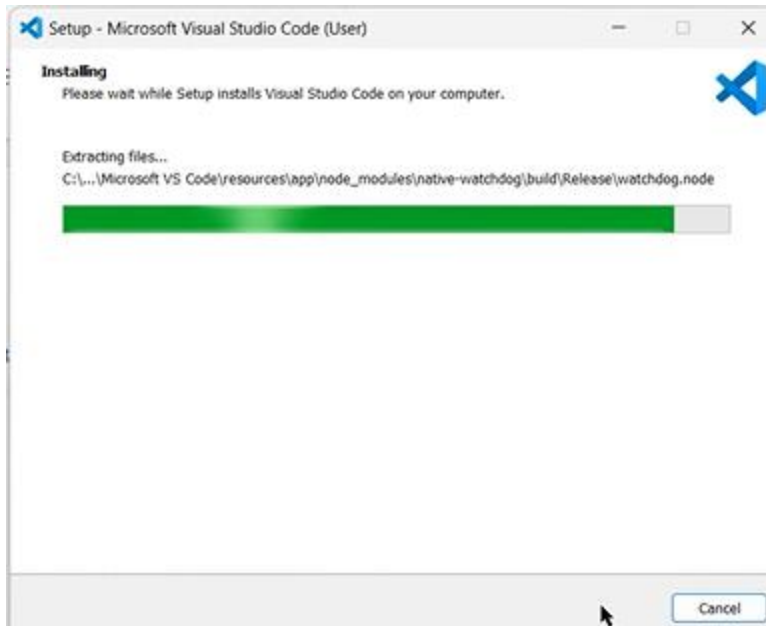 Setup - Microsoft Visual Studio Code (User)
Installing
Please wait while Setup installs Visual Studio Code on your computer.
Extracting files...
C:\...\Microsoft VS Code\resources\app\node_modules\native-watchdog\build\Release\watchdog.node
Cancel